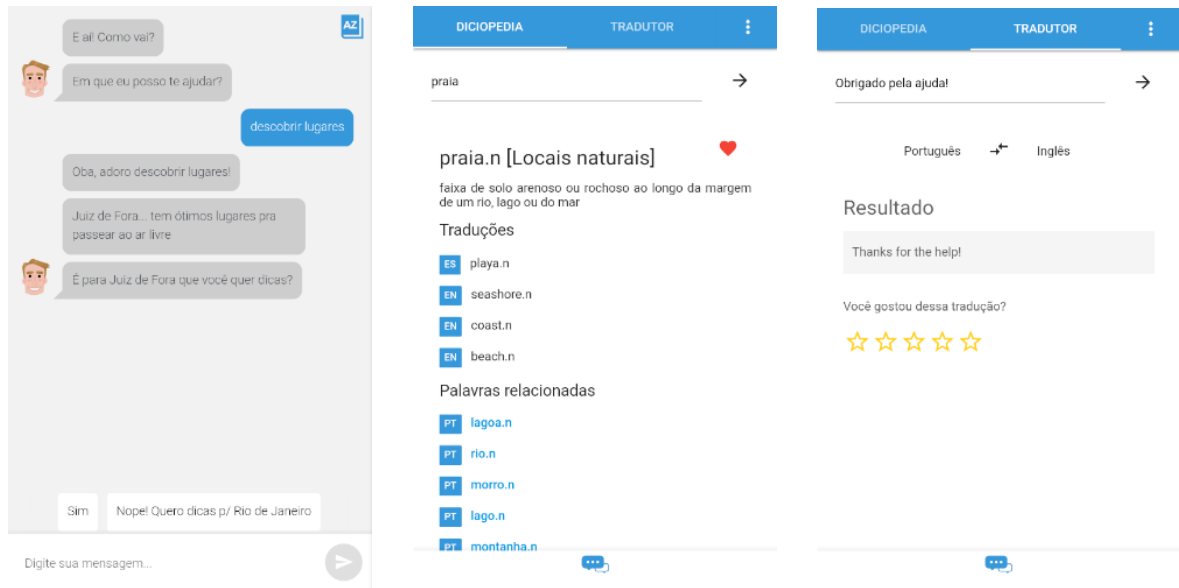 AZ
E aí! Como vai?
Em que eu posso te ajudar?
descobrir lugares
Oba, adoro descobrir lugares!
Juiz de Fora... tem ótimos lugares pra
passear ao ar livre
É para Juiz de Fora que você quer dicas?
Sim
Nope! Quero dicas p/ Rio de Janeiro
Digite sua mensagem...
DICIOPEDIA TRADUTOR
praia
praia.n [Locais naturais]
faixa de solo arenoso ou rochoso ao longo da margem
de um rio, lago ou do mar
Traduções
ES playa.n
EN seashore.n
EN coast.n
EN beach.n
Palavras relacionadas
PT lagoa.n
PT rio.n
PT morro.n
PT lago.n
PT montanha.n
DICIOPEDIA TRADUTOR
Obrigado pela ajuda!
Português Inglês
Resultado
Thanks for the help!
Você gostou dessa tradução?